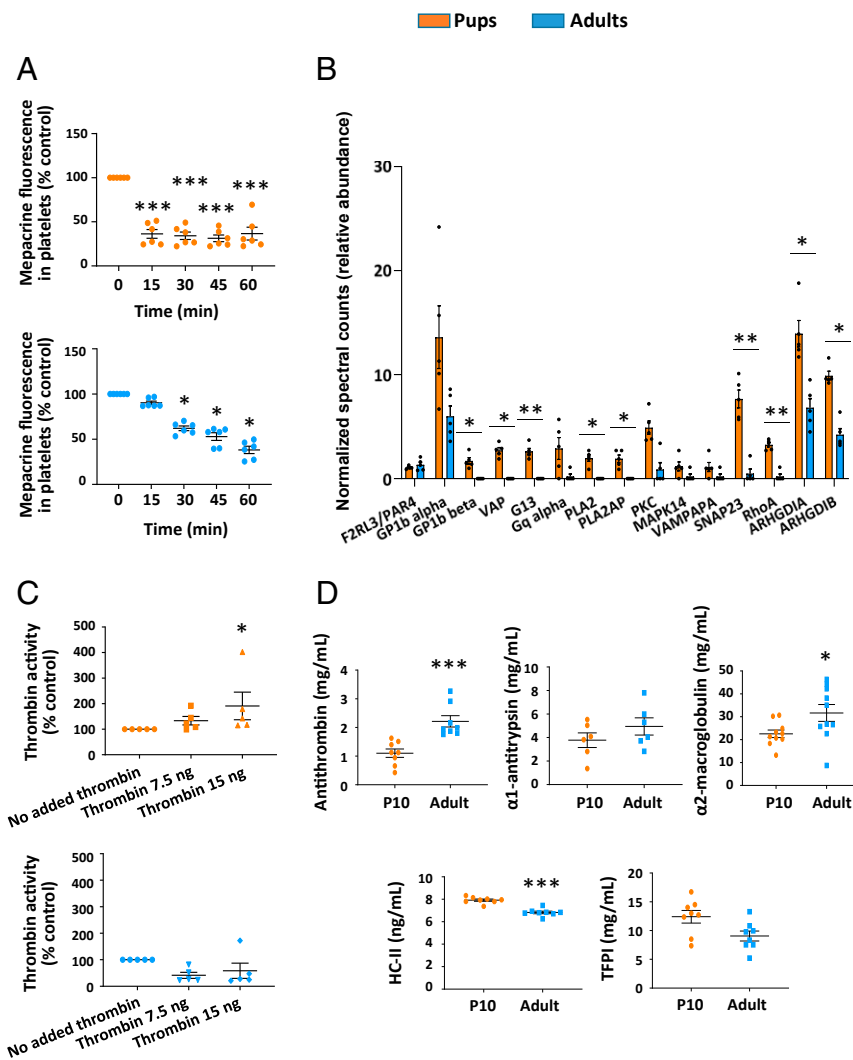 Pups Adults
A
B
Mepacrine fluorescence
in platelets (% control)
150
100
50
0
0 15 30 45 60
Time (min)
*** *** *** ***
Mepacrine fluorescence
in platelets (% control)
150
100
50
0
0 15 30 45 60
Time (min)
* * *
Normalized spectral counts (relative abundance)
30
20
10
0
* * ** * * ** ** * *
F2RL3/PAR4
GP1b alpha
GP1b beta
VAP
G13
Gq alpha
PLA2
PLA2AP
PKC
MAPK14
VAMPAPA
SNAP23
RhoA
ARHGDIA
ARHGDIB
C
D
Thrombin activity
(% control)
500
400
300
200
100
0
*
No added thrombin
Thrombin 7.5 ng
Thrombin 15 ng
Thrombin activity
(% control)
500
400
300
200
100
0
No added thrombin
Thrombin 7.5 ng
Thrombin 15 ng
Antithrombin (mg/mL)
4
3
2
1
0
***
P10 Adult
α1-antitrypsin (mg/mL)
10
8
6
4
2
0
P10 Adult
α2-macroglobulin (mg/mL)
60
50
40
30
20
10
0
*
P10 Adult
HC-II (ng/mL)
10
8
6
4
2
0
***
P10 Adult
TFPI (mg/mL)
20
15
10
5
0
P10 Adult